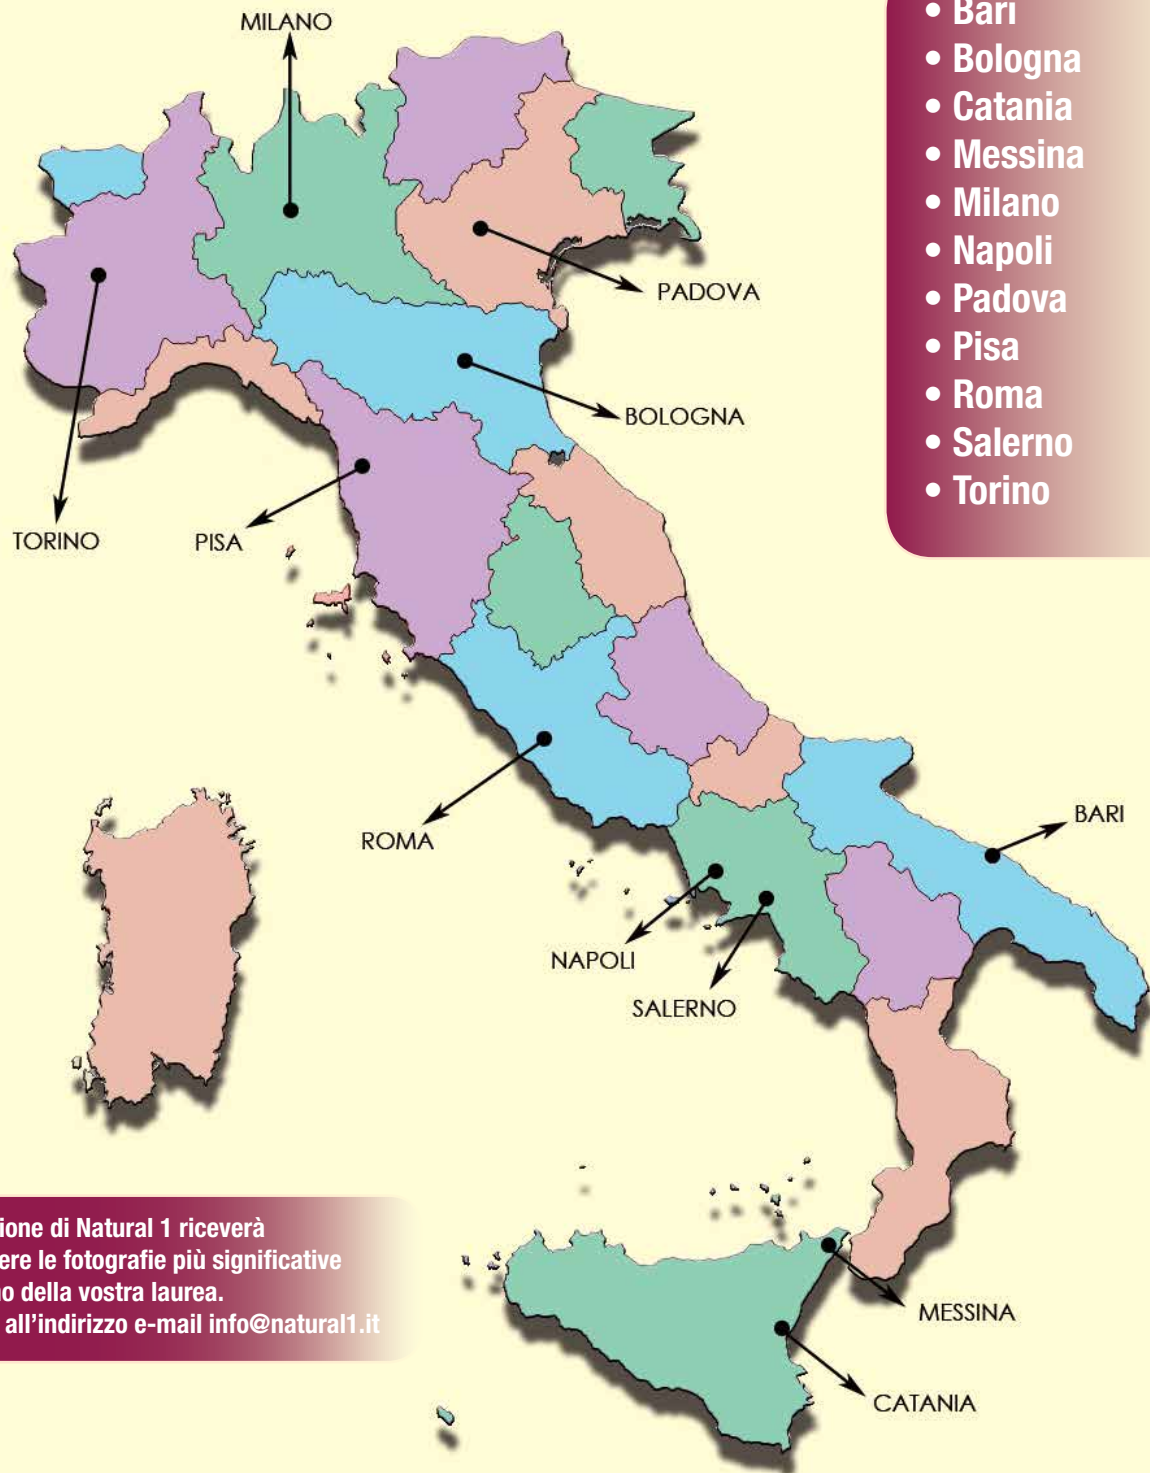 MILANO
• Bari
• Bologna
• Catania
• Messina
• Milano
• Napoli
• Padova
• Pisa
• Roma
• Salerno
• Torino
PADOVA
BOLOGNA
TORINO
PISA
ROMA
BARI
NAPOLI
SALERNO
ione di Natural 1 riceverà
ere le fotografie più significative
o della vostra laurea.
all’indirizzo e-mail info@natural1.it
MESSINA
CATANIA